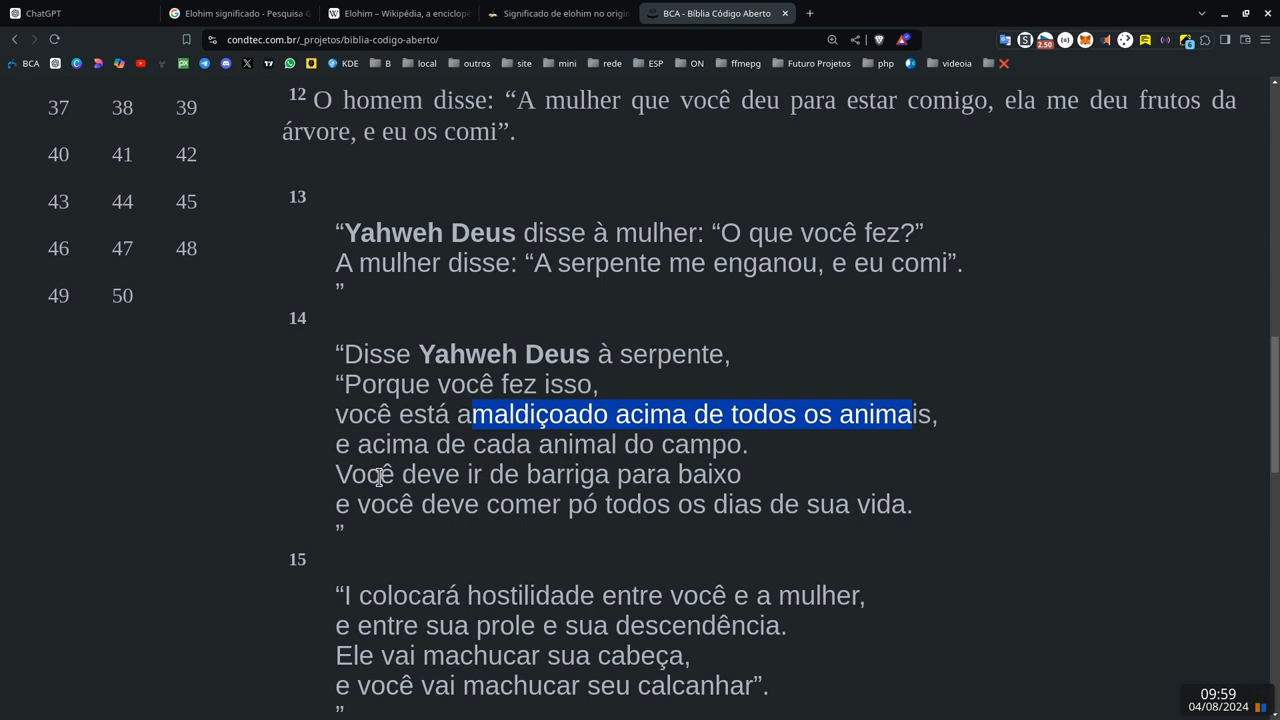 ChatGPT
Elohim significado - Pesquisa G
Elohim – Wikipédia, a enciclopé
Significado de elohim no origin
BCA - Bíblia Código Aberto
condtec.com.br/_projetos/biblia-codigo-aberto/
2.50
6
BCA
KDE
B
local
outros
site
mini
rede
ESP
ON
ffmepg
Futuro Projetos
php
videoia
37 38 39
40 41 42
43 44 45
46 47 48
49 50
12 O homem disse: “A mulher que você deu para estar comigo, ela me deu frutos da
árvore, e eu os comi”.
13
“Yahweh Deus disse à mulher: “O que você fez?”
A mulher disse: “A serpente me enganou, e eu comi”.
”
14
“Disse Yahweh Deus à serpente,
“Porque você fez isso,
você está amaldiçoado acima de todos os animais,
e acima de cada animal do campo.
Você deve ir de barriga para baixo
e você deve comer pó todos os dias de sua vida.
”
15
“I colocará hostilidade entre você e a mulher,
e entre sua prole e sua descendência.
Ele vai machucar sua cabeça,
e você vai machucar seu calcanhar”.
”
09:59
04/08/2024